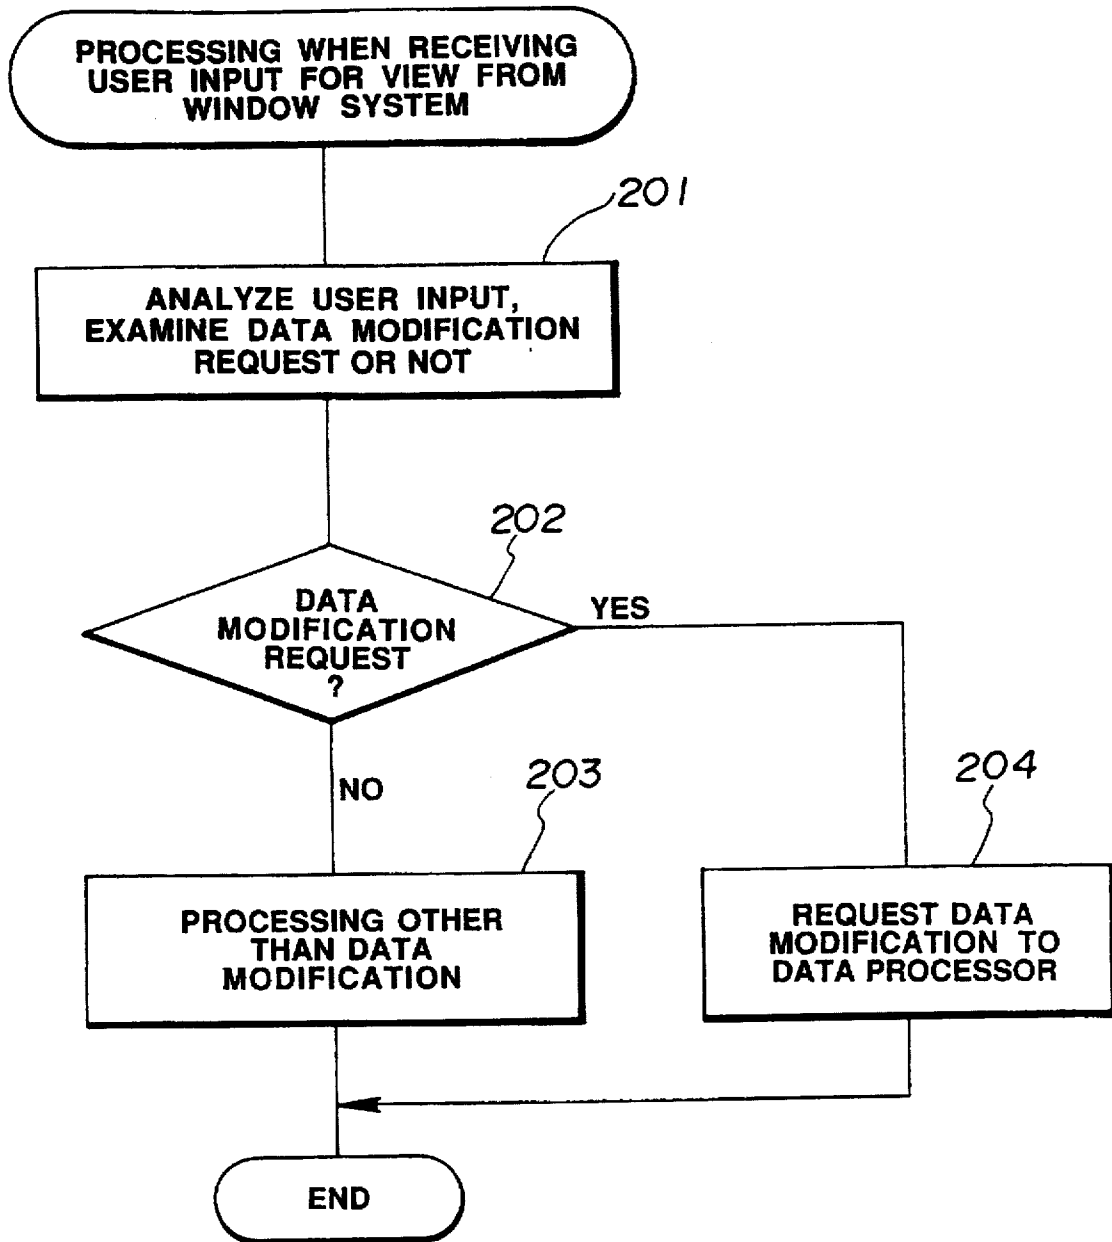 PROCESSING WHEN RECEIVING
USER INPUT FOR VIEW FROM
WINDOW SYSTEM
201
ANALYZE USER INPUT,
EXAMINE DATA MODIFICATION
REQUEST OR NOT
202
DATA
MODIFICATION
REQUEST
?
YES
NO
203
204
PROCESSING OTHER
THAN DATA
MODIFICATION
REQUEST DATA
MODIFICATION TO
DATA PROCESSOR
END